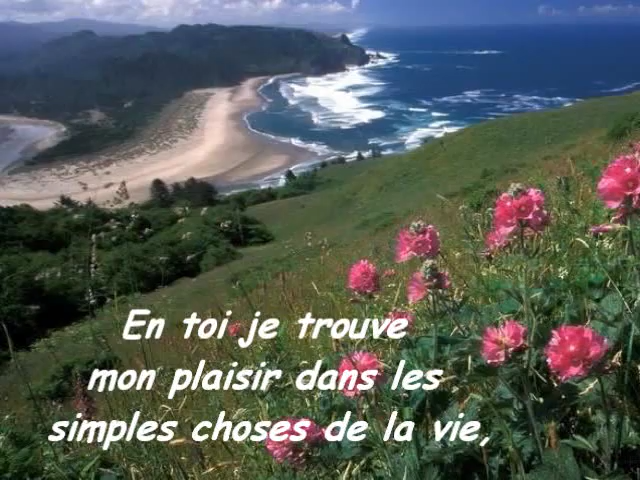 En toi je trouve
mon plaisir dans les
simples choses de la vie,